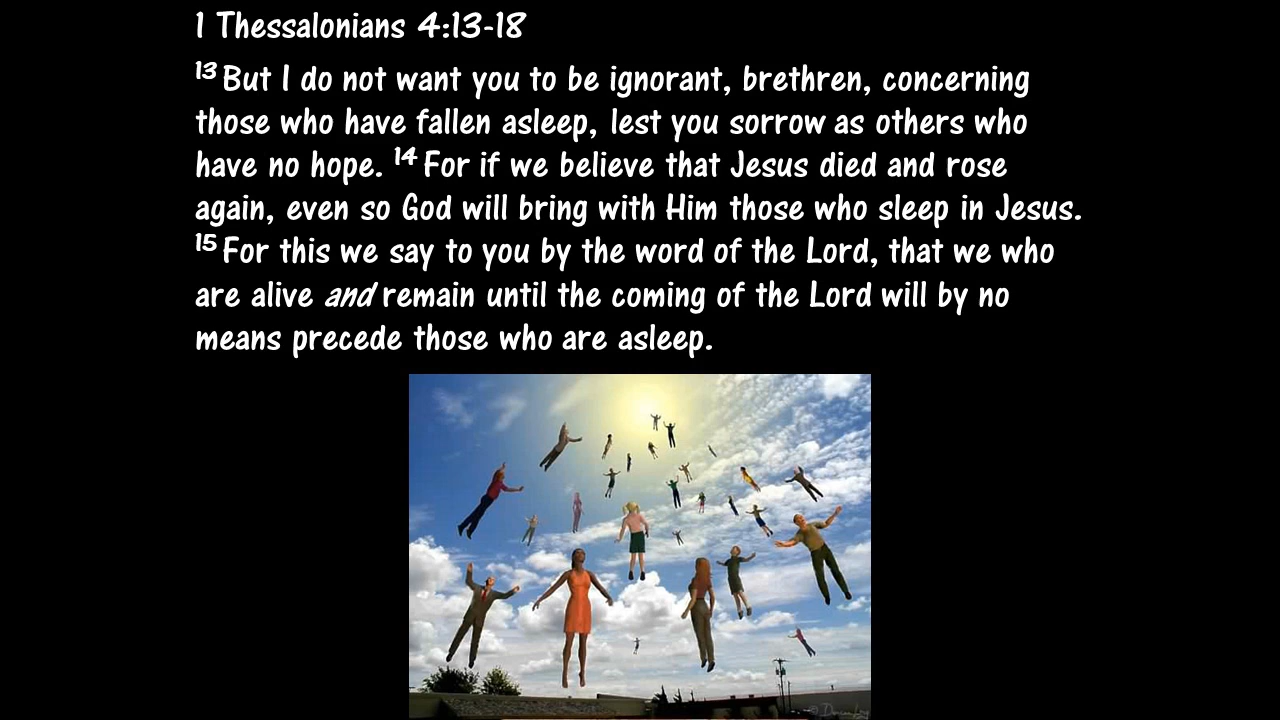 1 Thessalonians 4:13-18
13 But I do not want you to be ignorant, brethren, concerning
those who have fallen asleep, lest you sorrow as others who
have no hope. 14 For if we believe that Jesus died and rose
again, even so God will bring with Him those who sleep in Jesus.
15 For this we say to you by the word of the Lord, that we who
are alive and remain until the coming of the Lord will by no
means precede those who are asleep.